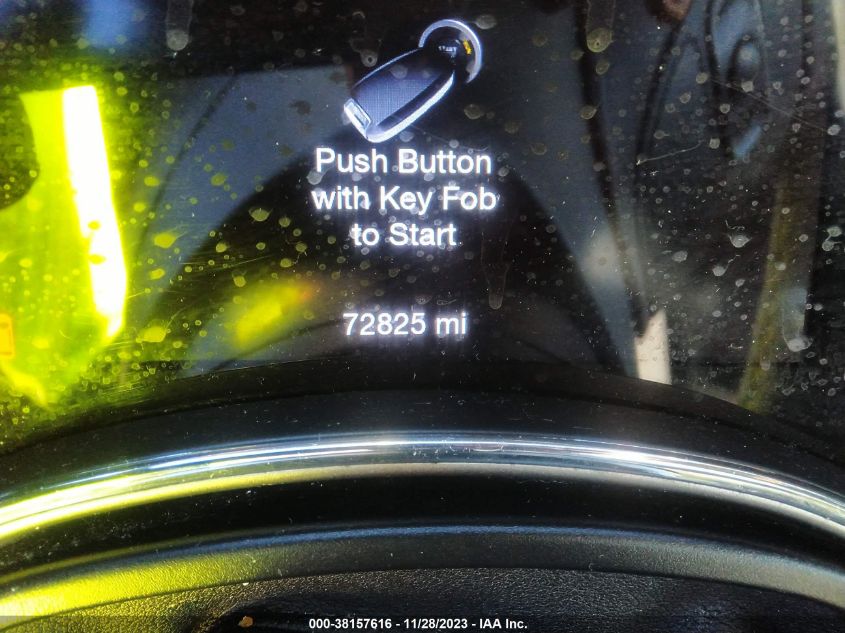 Push Button
with Key Fob
to Start
72825 mi
000-38157616 - 11/28/2023 - IAA Inc.